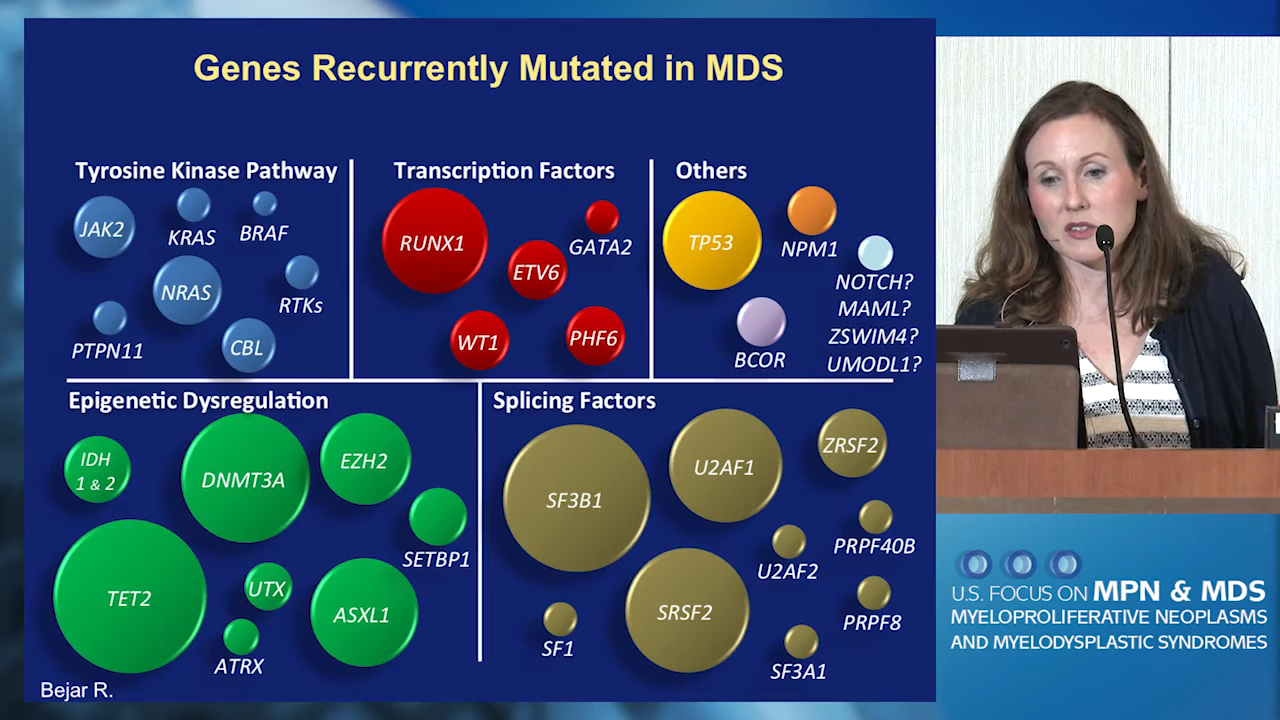 Genes Recurrently Mutated in MDS
Tyrosine Kinase Pathway
JAK2
KRAS
BRAF
NRAS
RTKs
PTPN11
CBL
Transcription Factors
RUNX1
GATA2
ETV6
WT1
PHF6
Others
TP53
NPM1
NOTCH?
MAML?
ZSWIM4?
UMODL1?
BCOR
Epigenetic Dysregulation
IDH
1 & 2
DNMT3A
EZH2
SETBP1
TET2
UTX
ASXL1
ATRX
Splicing Factors
SF3B1
U2AF1
ZRSF2
PRPF40B
U2AF2
SRSF2
PRPF8
SF1
SF3A1
Bejar R.
U.S. FOCUS ON MPN & MDS
MYELOPROLIFERATIVE NEOPLASMS
AND MYELODYSPLASTIC SYNDROMES